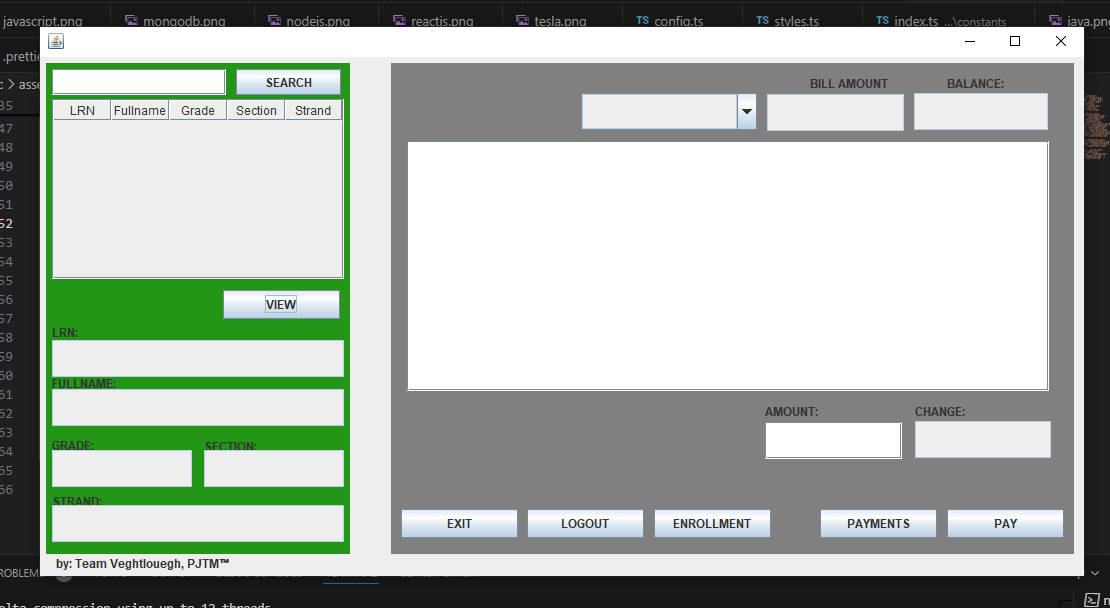 javascript.png mongodb.png nodejs.png reactjs.png tesla.png TS config.ts TS styles.ts TS index.ts ...\constants java.png
.prettie
c > asse
SEARCH
LRN Fullname Grade Section Strand
VIEW
LRN:
FULLNAME:
GRADE: SECTION:
STRAND:
BILL AMOUNT BALANCE:
AMOUNT: CHANGE:
EXIT LOGOUT ENROLLMENT PAYMENTS PAY
by: Team Veghtlouegh, PJTM™
35
47
48
49
50
51
52
53
54
55
56
57
58
59
60
61
62
63
64
65
66
ROBLEM
elta compression using up to 12 threads